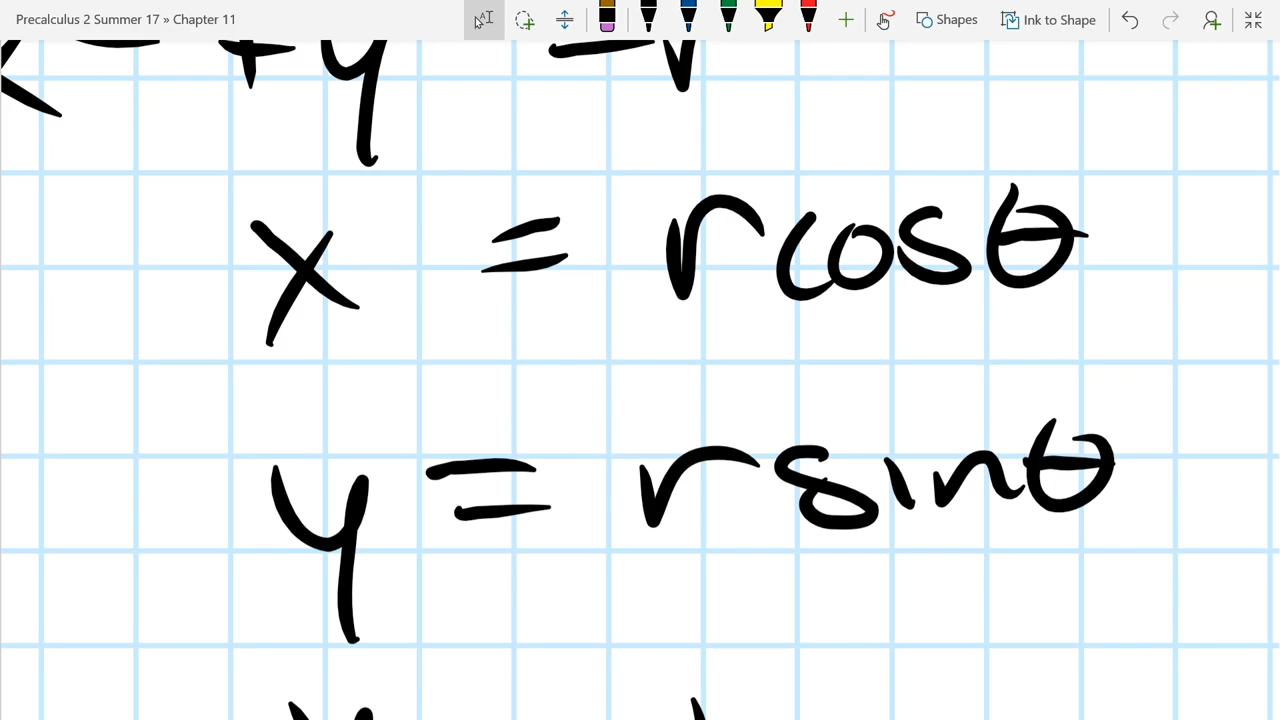 Precalculus 2 Summer 17 » Chapter 11
Shapes
Ink to Shape
x = rcosθ
y = rsinθ